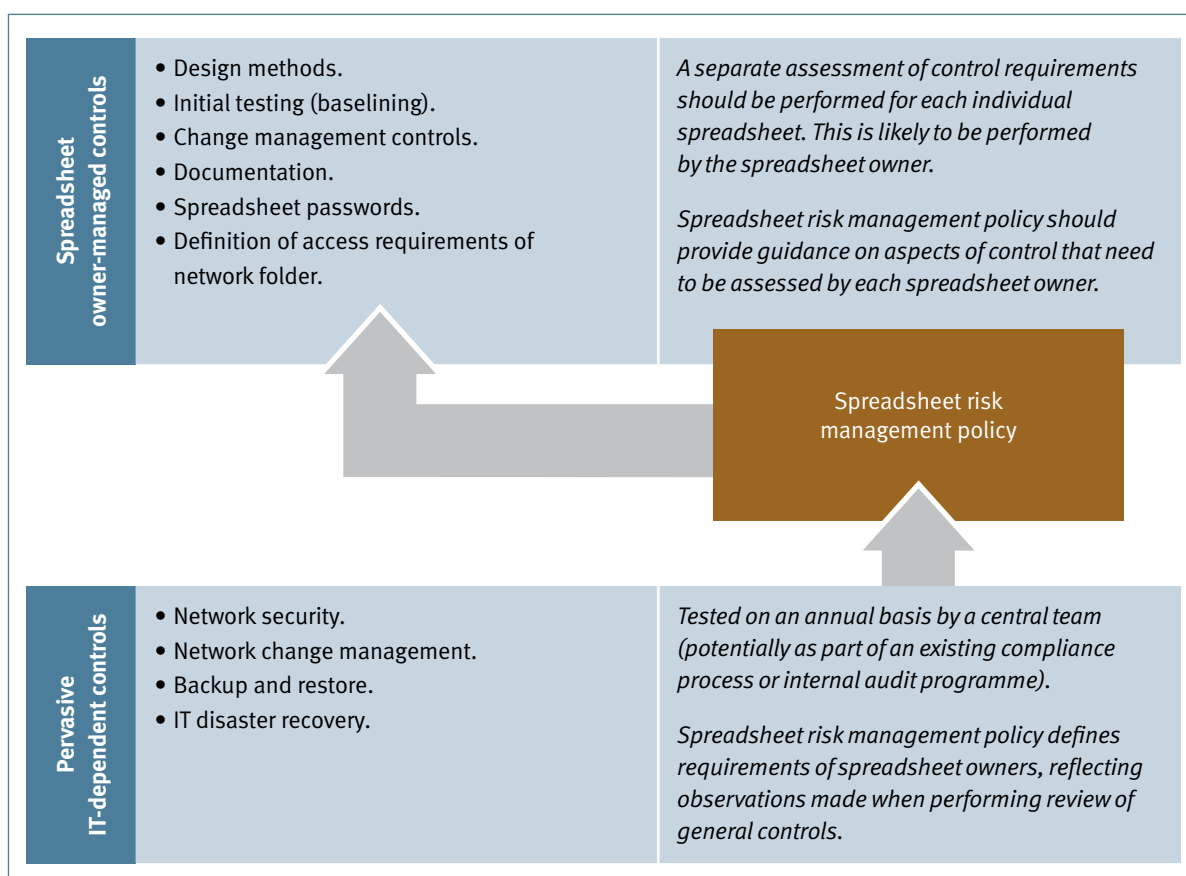 Spreadsheet
owner-managed controls
• Design methods.
• Initial testing (baselining).
• Change management controls.
• Documentation.
• Spreadsheet passwords.
• Definition of access requirements of
network folder.
A separate assessment of control requirements
should be performed for each individual
spreadsheet. This is likely to be performed
by the spreadsheet owner.
Spreadsheet risk management policy should
provide guidance on aspects of control that need
to be assessed by each spreadsheet owner.
Spreadsheet risk
management policy
Pervasive
IT-dependent controls
• Network security.
• Network change management.
• Backup and restore.
• IT disaster recovery.
Tested on an annual basis by a central team
(potentially as part of an existing compliance
process or internal audit programme).
Spreadsheet risk management policy defines
requirements of spreadsheet owners, reflecting
observations made when performing review of
general controls.